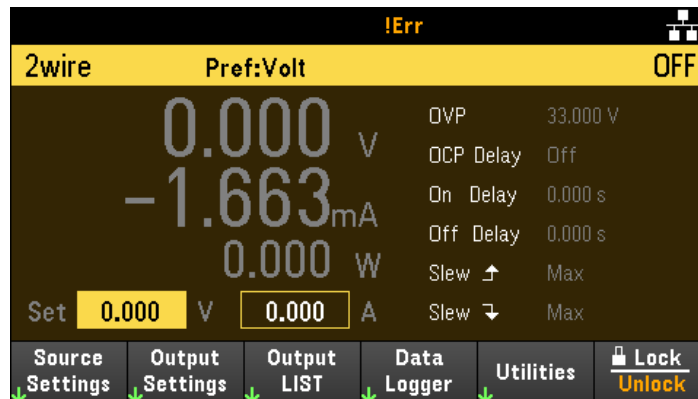 !Err
2wire Pref:Volt OFF
0.000 V
-1.663mA
0.000 W
OVP 33.000 V
OCP Delay Off
On Delay 0.000 s
Off Delay 0.000 s
Slew Max
Slew Max
Set 0.000 V 0.000 A
Source Settings
Output Settings
Output LIST
Data Logger
Utilities
Lock
Unlock